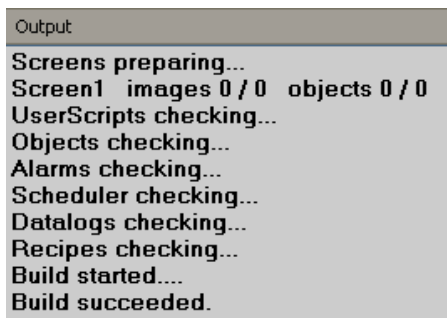 Output
Screens preparing...
Screen1 images 0 / 0 objects 0 / 0
UserScripts checking...
Objects checking...
Alarms checking...
Scheduler checking...
Datalogs checking...
Recipes checking...
Build started....
Build succeeded.